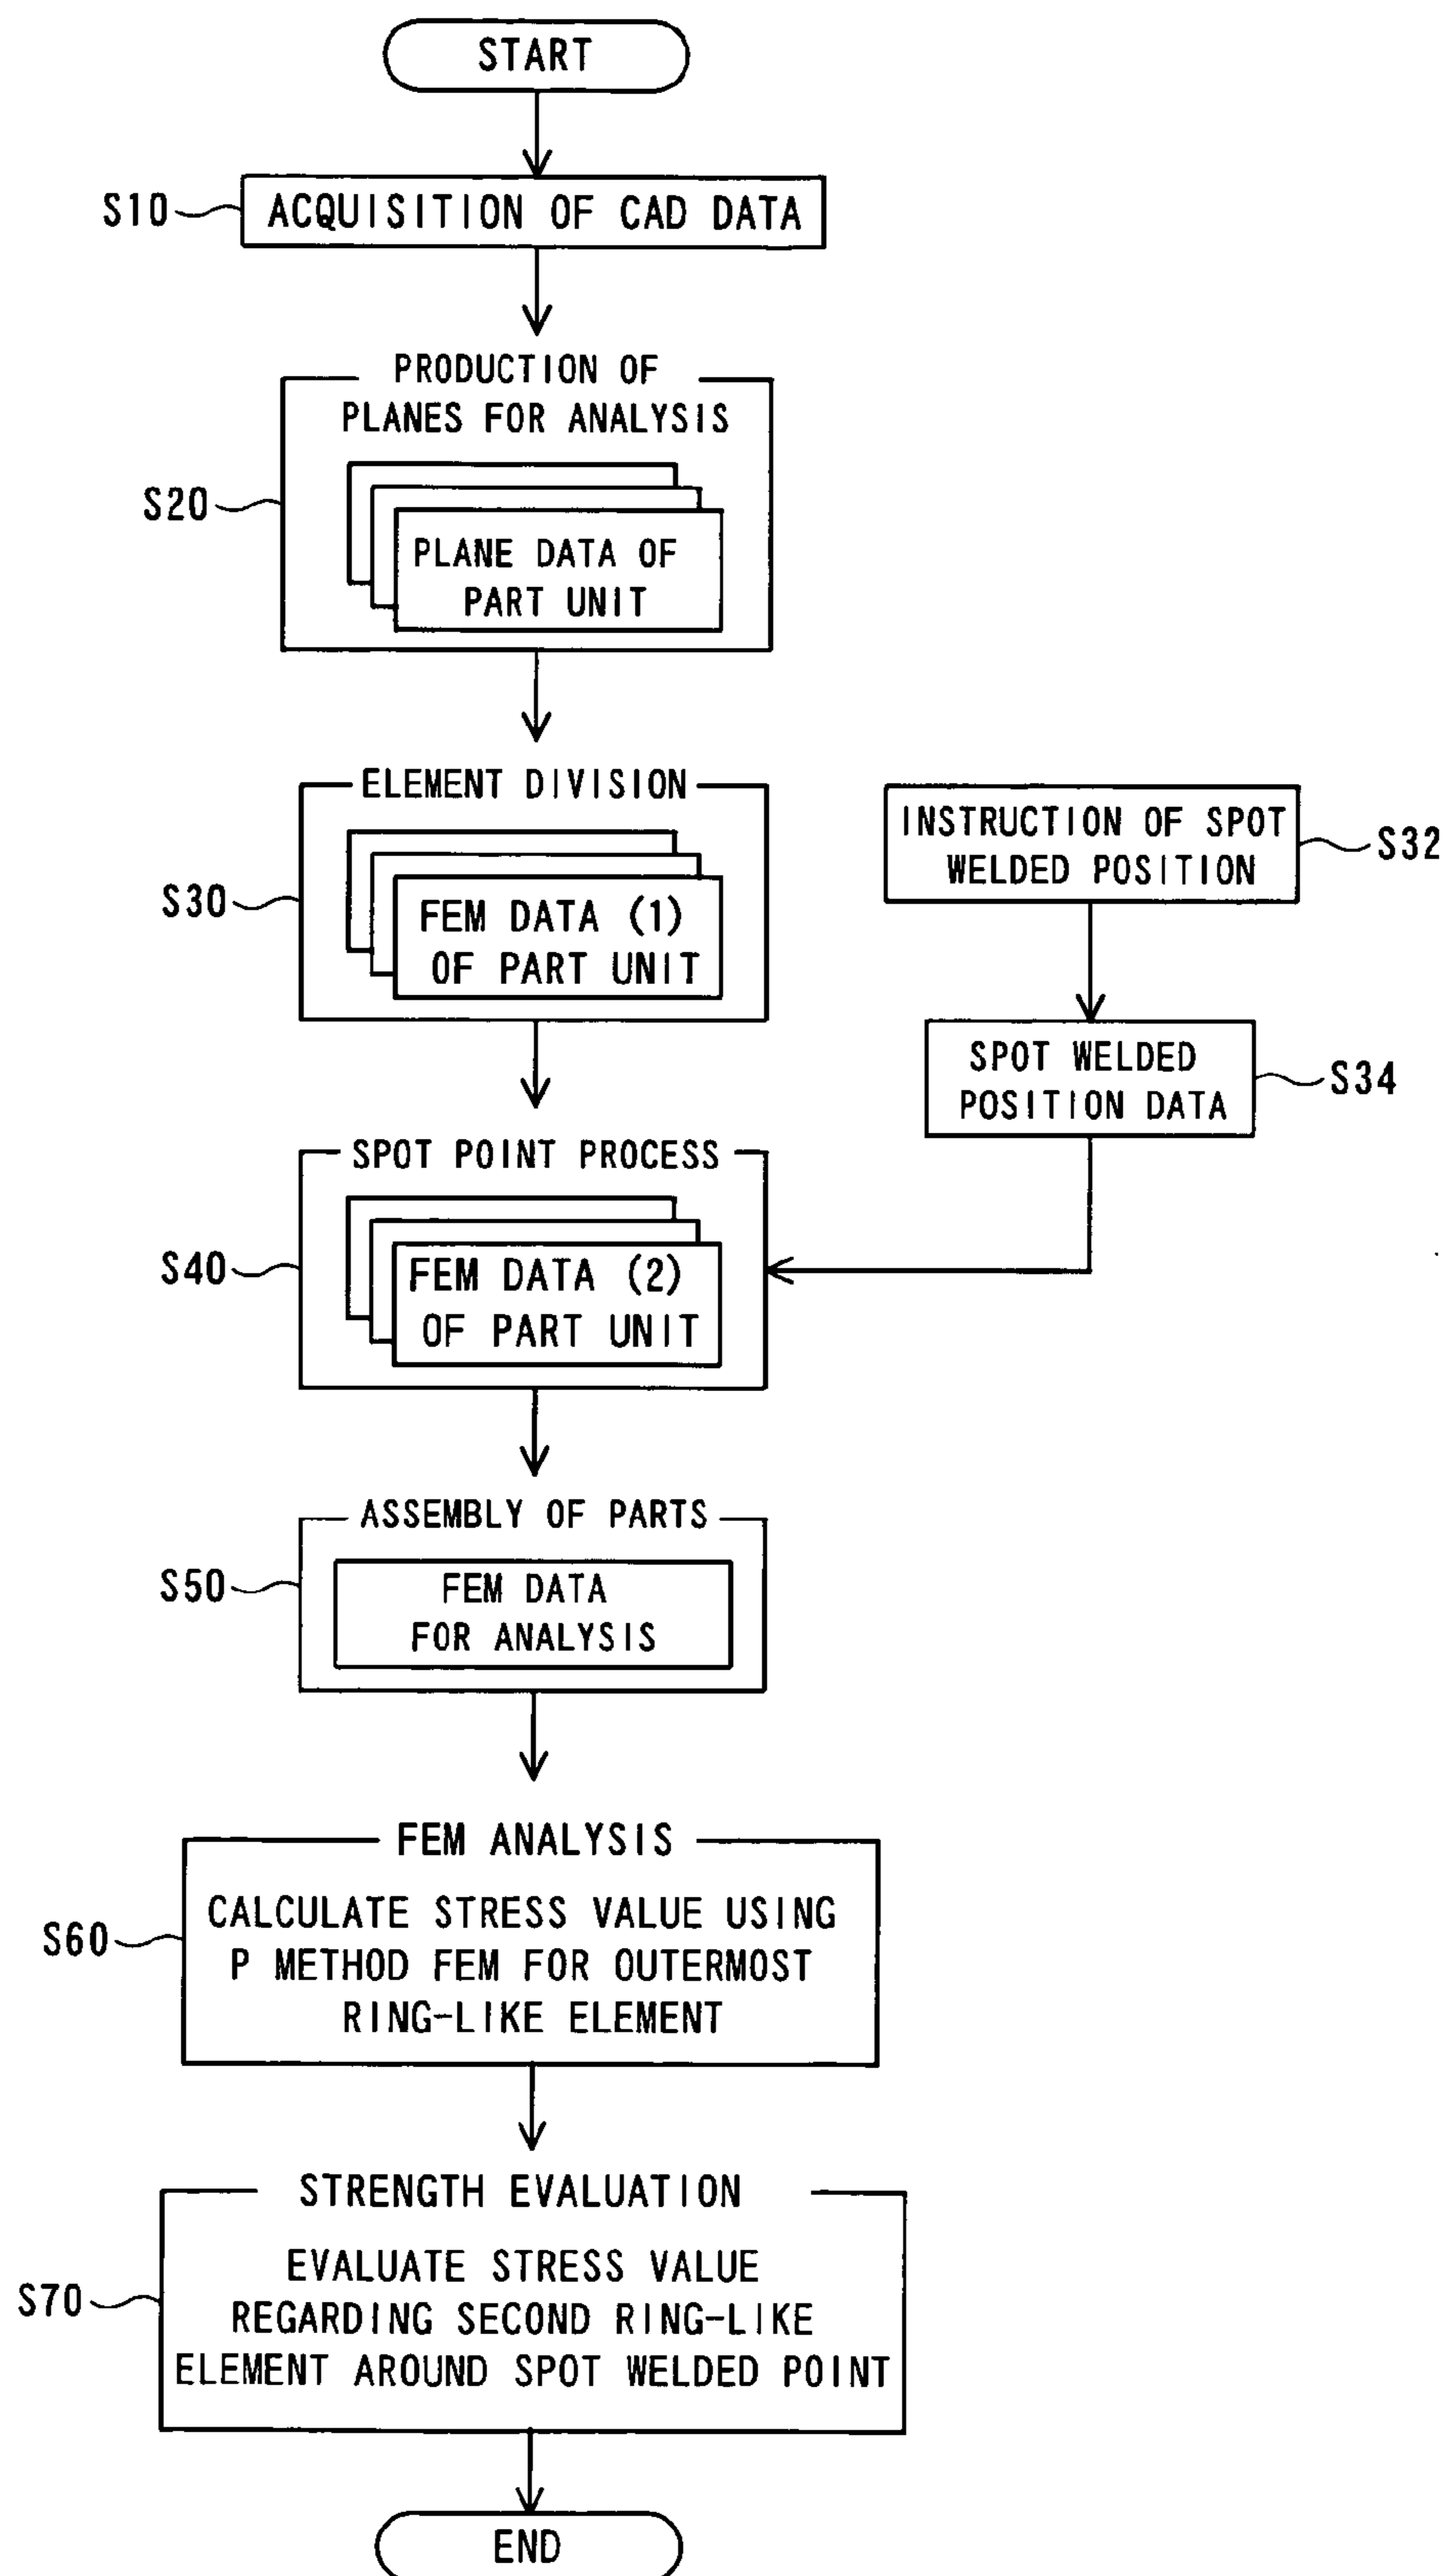 START
S10
ACQUISITION OF CAD DATA
PRODUCTION OF
PLANES FOR ANALYSIS
S20
PLANE DATA OF
PART UNIT
ELEMENT DIVISION
S30
FEM DATA (1)
OF PART UNIT
INSTRUCTION OF SPOT
WELDED POSITION
S32
SPOT WELDED
POSITION DATA
S34
SPOT POINT PROCESS
S40
FEM DATA (2)
OF PART UNIT
ASSEMBLY OF PARTS
S50
FEM DATA
FOR ANALYSIS
FEM ANALYSIS
S60
CALCULATE STRESS VALUE USING
P METHOD FEM FOR OUTERMOST
RING-LIKE ELEMENT
STRENGTH EVALUATION
S70
EVALUATE STRESS VALUE
REGARDING SECOND RING-LIKE
ELEMENT AROUND SPOT WELDED POINT
END